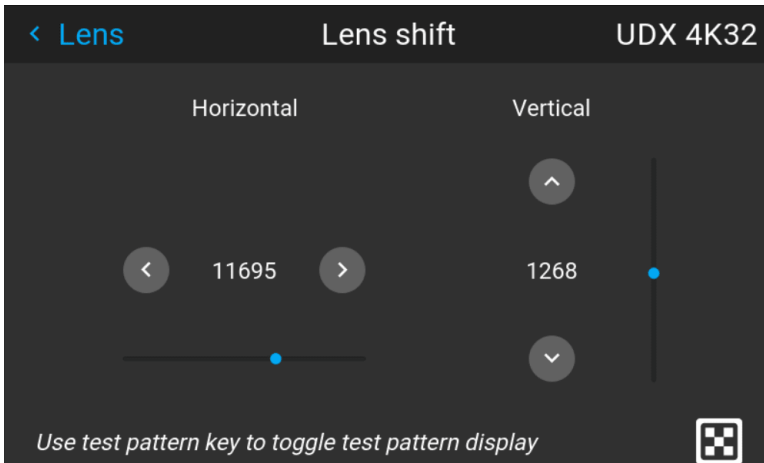 Lens Lens shift UDX 4K32
Horizontal Vertical
11695 1268
Use test pattern key to toggle test pattern display